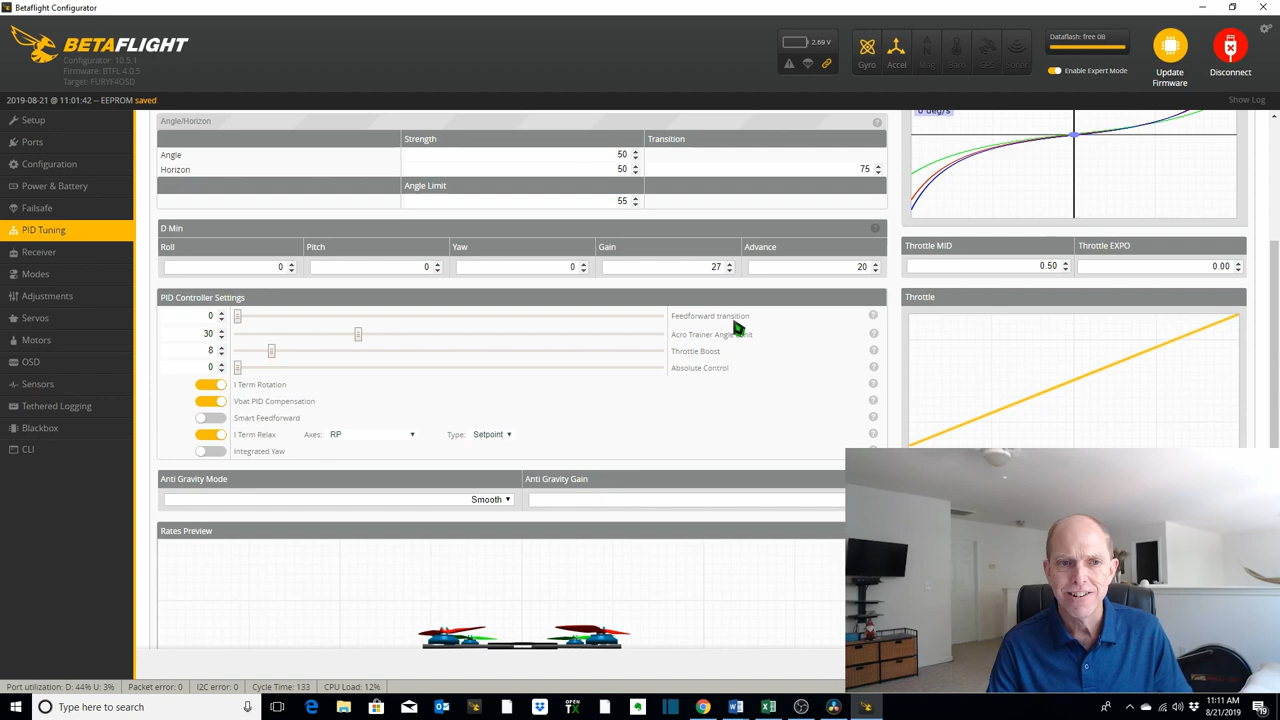 Betaflight Configurator
BETAFLIGHT
Configurator: 10.5.1
Firmware: BTFL 4.0.5
Target: FURYF4OSD
2.69 V
Gyro
Accel
Mag
Baro
GPS
Sonar
Dataflash: free 0B
Enable Expert Mode
Update
Firmware
Disconnect
2019-08-21 @ 11:01:42 -- EEPROM saved
Show Log
Setup
Ports
Configuration
Power & Battery
Failsafe
PID Tuning
Receiver
Modes
Adjustments
Servos
Motors
OSD
Sensors
Tethered Logging
Blackbox
CLI
Angle/Horizon
Strength Transition
Angle 50
Horizon 50 75
Angle Limit
55
D Min
Roll Pitch Yaw Gain Advance
0 0 0 27 20
PID Controller Settings
0 Feedforward transition
30 Acro Trainer Angle
8 Throttle Boost
0 Absolute Control
I Term Rotation
Vbat PID Compensation
Smart Feedforward
I Term Relax Axes: RP Type: Setpoint
Integrated Yaw
Anti Gravity Mode Anti Gravity Gain
Smooth
Rates Preview
0 deg/s
Throttle MID Throttle EXPO
0.50 0.00
Throttle
Port utilization: D: 44% U: 3% Packet error: 0 I2C error: 0 Cycle Time: 133 CPU Load: 12%
Type here to search
OPEN
TX
11:11 AM
8/21/2019
19